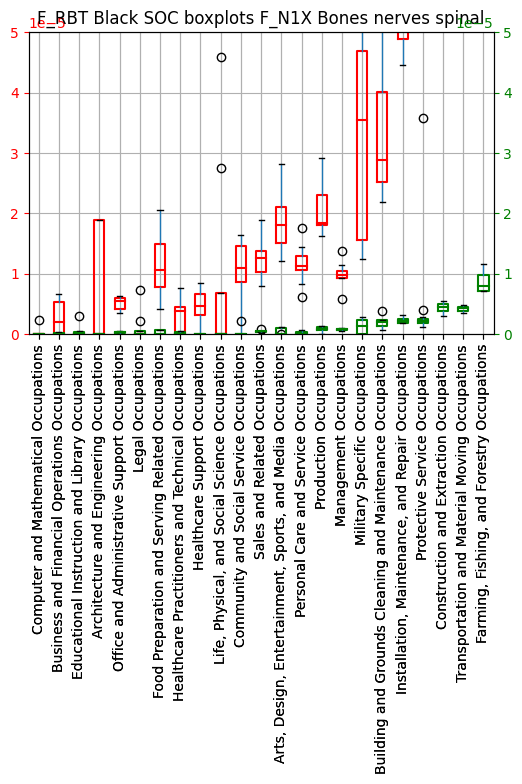 F_RBT Black SOC boxplots F_N1X Bones nerves spinal
1e−5
1e−5
5
4
3
2
1
0
5
4
3
2
1
0
Computer and Mathematical Occupations
Business and Financial Operations Occupations
Educational Instruction and Library Occupations
Architecture and Engineering Occupations
Office and Administrative Support Occupations
Legal Occupations
Food Preparation and Serving Related Occupations
Healthcare Practitioners and Technical Occupations
Healthcare Support Occupations
Life, Physical, and Social Science Occupations
Community and Social Service Occupations
Sales and Related Occupations
Arts, Design, Entertainment, Sports, and Media Occupations
Personal Care and Service Occupations
Production Occupations
Management Occupations
Military Specific Occupations
Building and Grounds Cleaning and Maintenance Occupations
Installation, Maintenance, and Repair Occupations
Protective Service Occupations
Construction and Extraction Occupations
Transportation and Material Moving Occupations
Farming, Fishing, and Forestry Occupations